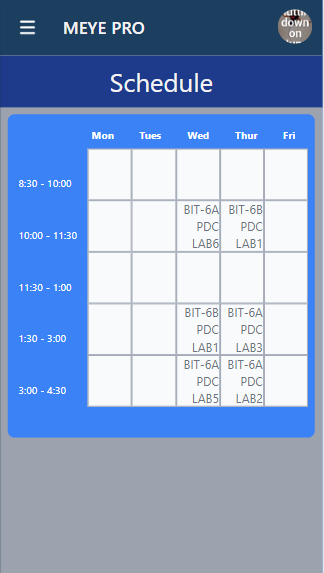 MEYE PRO
down
on
Schedule
Mon Tues Wed Thur Fri
8:30 - 10:00
10:00 - 11:30
BIT-6A
PDC
LAB6
BIT-6B
PDC
LAB1
11:30 - 1:00
1:30 - 3:00
BIT-6B
PDC
LAB1
BIT-6A
PDC
LAB3
3:00 - 4:30
BIT-6A
PDC
LAB5
BIT-6A
PDC
LAB2